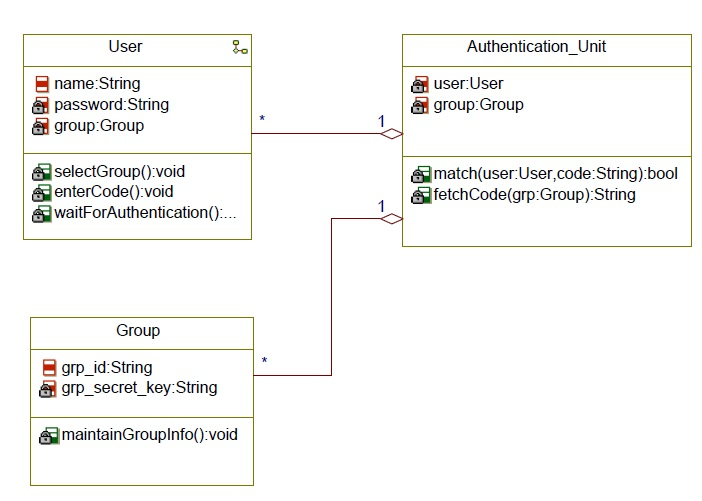 User
name:String
password:String
group:Group
selectGroup():void
enterCode():void
waitForAuthentication():...
*
1
Authentication_Unit
user:User
group:Group
match(user:User,code:String):bool
fetchCode(grp:Group):String
1
Group
grp_id:String
grp_secret_key:String
maintainGroupInfo():void
*